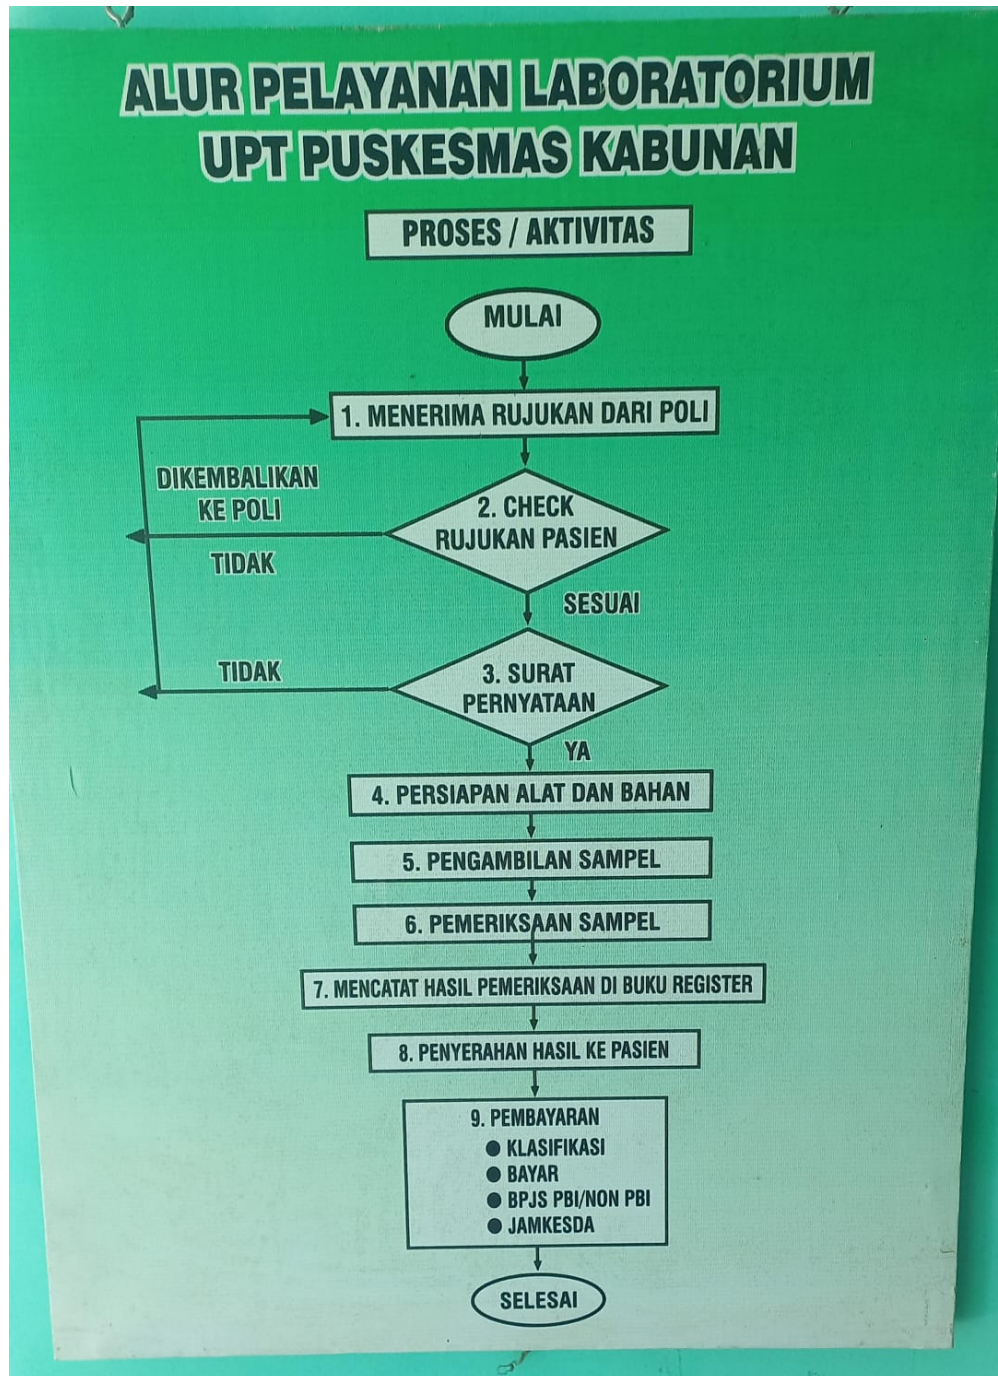 ALUR PELAYANAN LABORATORIUM
UPT PUSKESMAS KABUNAN
PROSES / AKTIVITAS
MULAI
1. MENERIMA RUJUKAN DARI POLI
DIKEMBALIKAN
KE POLI
2. CHECK
RUJUKAN PASIEN
TIDAK
SESUAI
TIDAK
3. SURAT
PERNYATAAN
YA
4. PERSIAPAN ALAT DAN BAHAN
5. PENGAMBILAN SAMPEL
6. PEMERIKSAAN SAMPEL
7. MENCATAT HASIL PEMERIKSAAN DI BUKU REGISTER
8. PENYERAHAN HASIL KE PASIEN
9. PEMBAYARAN
● KLASIFIKASI
● BAYAR
● BPJS PBI/NON PBI
● JAMKESDA
SELESAI